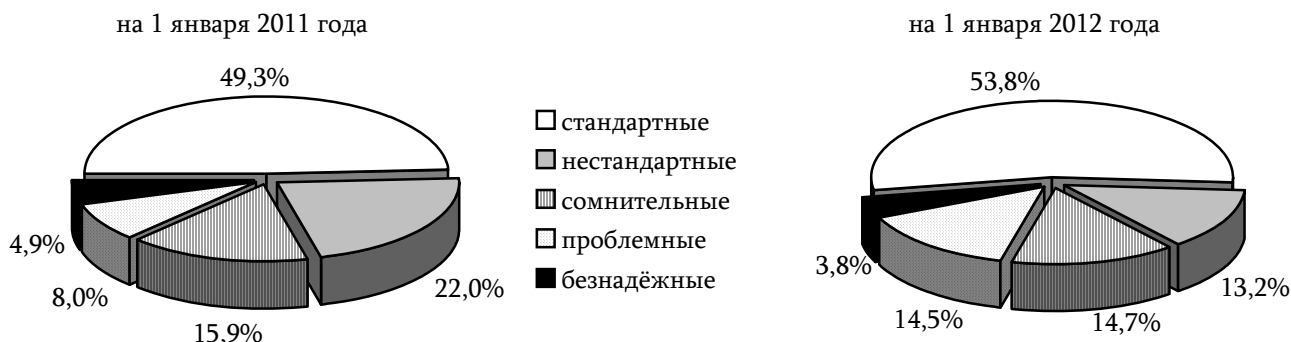 на 1 января 2011 года
49,3%
4,9%
8,0%
15,9%
22,0%
стандартные
нестандартные
сомнительные
проблемные
безнадёжные
на 1 января 2012 года
53,8%
3,8%
14,5%
14,7%
13,2%